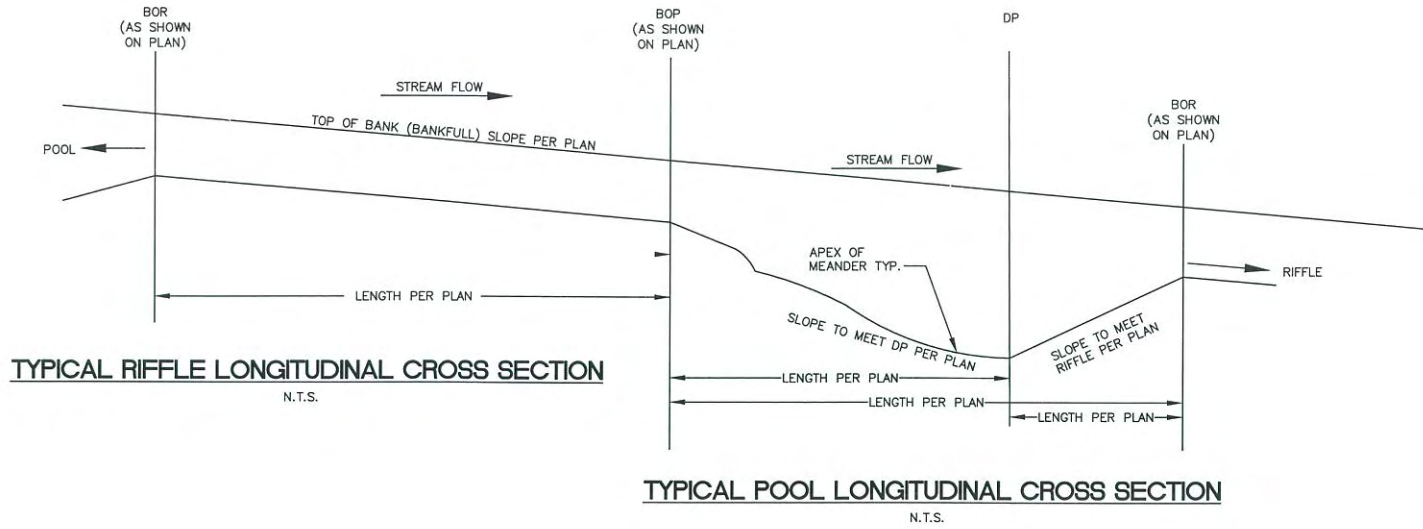 BOR
(AS SHOWN
ON PLAN)
BOP
(AS SHOWN
ON PLAN)
DP
BOR
(AS SHOWN
ON PLAN)
STREAM FLOW
TOP OF BANK (BANKFULL) SLOPE PER PLAN
POOL
STREAM FLOW
APEX OF
MEANDER TYP.
RIFFLE
LENGTH PER PLAN
SLOPE TO MEET DP PER PLAN
SLOPE TO MEET
RIFFLE PER PLAN
TYPICAL RIFFLE LONGITUDINAL CROSS SECTION
N.T.S.
LENGTH PER PLAN
LENGTH PER PLAN
LENGTH PER PLAN
TYPICAL POOL LONGITUDINAL CROSS SECTION
N.T.S.